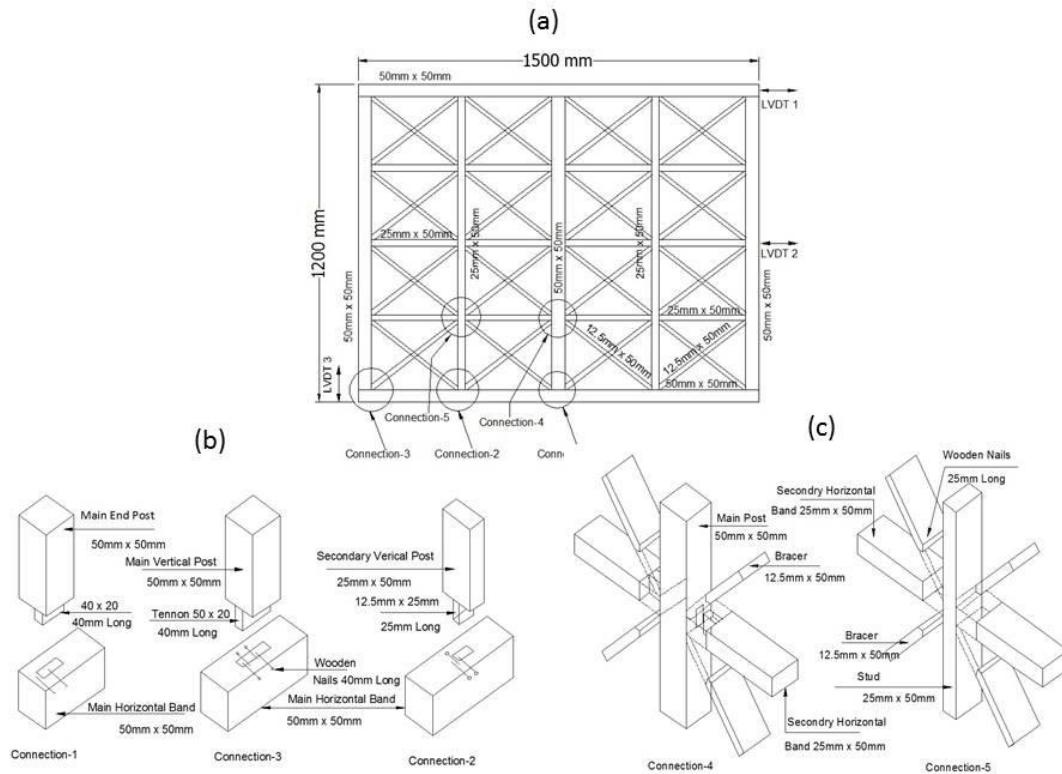 (a)
1500 mm
50mm x 50mm
LVDT 1
1200 mm
25mm x 50mm
25mm x 50mm
50mm x 50mm
25mm x 50mm
LVDT 2
50mm x 50mm
50mm x 50mm
25mm x 50mm
12.5mm x 50mm
12.5mm x 50mm
50mm x 50mm
LVDT 3
Connection-5
Connection-4
Connection-3
Connection-2
Conn
(b)
Main End Post
50mm x 50mm
Main Vertical Post
50mm x 50mm
40 x 20
40mm Long
Tennon 50 x 20
40mm Long
Secondary Verical Post
25mm x 50mm
12.5mm x 25mm
25mm Long
Wooden
Nails 40mm Long
Main Horizontal Band
50mm x 50mm
Main Horizontal Band
50mm x 50mm
Connection-1
Connection-3
Connection-2
(c)
Wooden Nails
25mm Long
Secondry Horizontal
Band 25mm x 50mm
Main Post
50mm x 50mm
Bracer
12.5mm x 50mm
Bracer
12.5mm x 50mm
Stud
25mm x 50mm
Secondry Horizontal
Band 25mm x 50mm
Connection-4
Connection-5